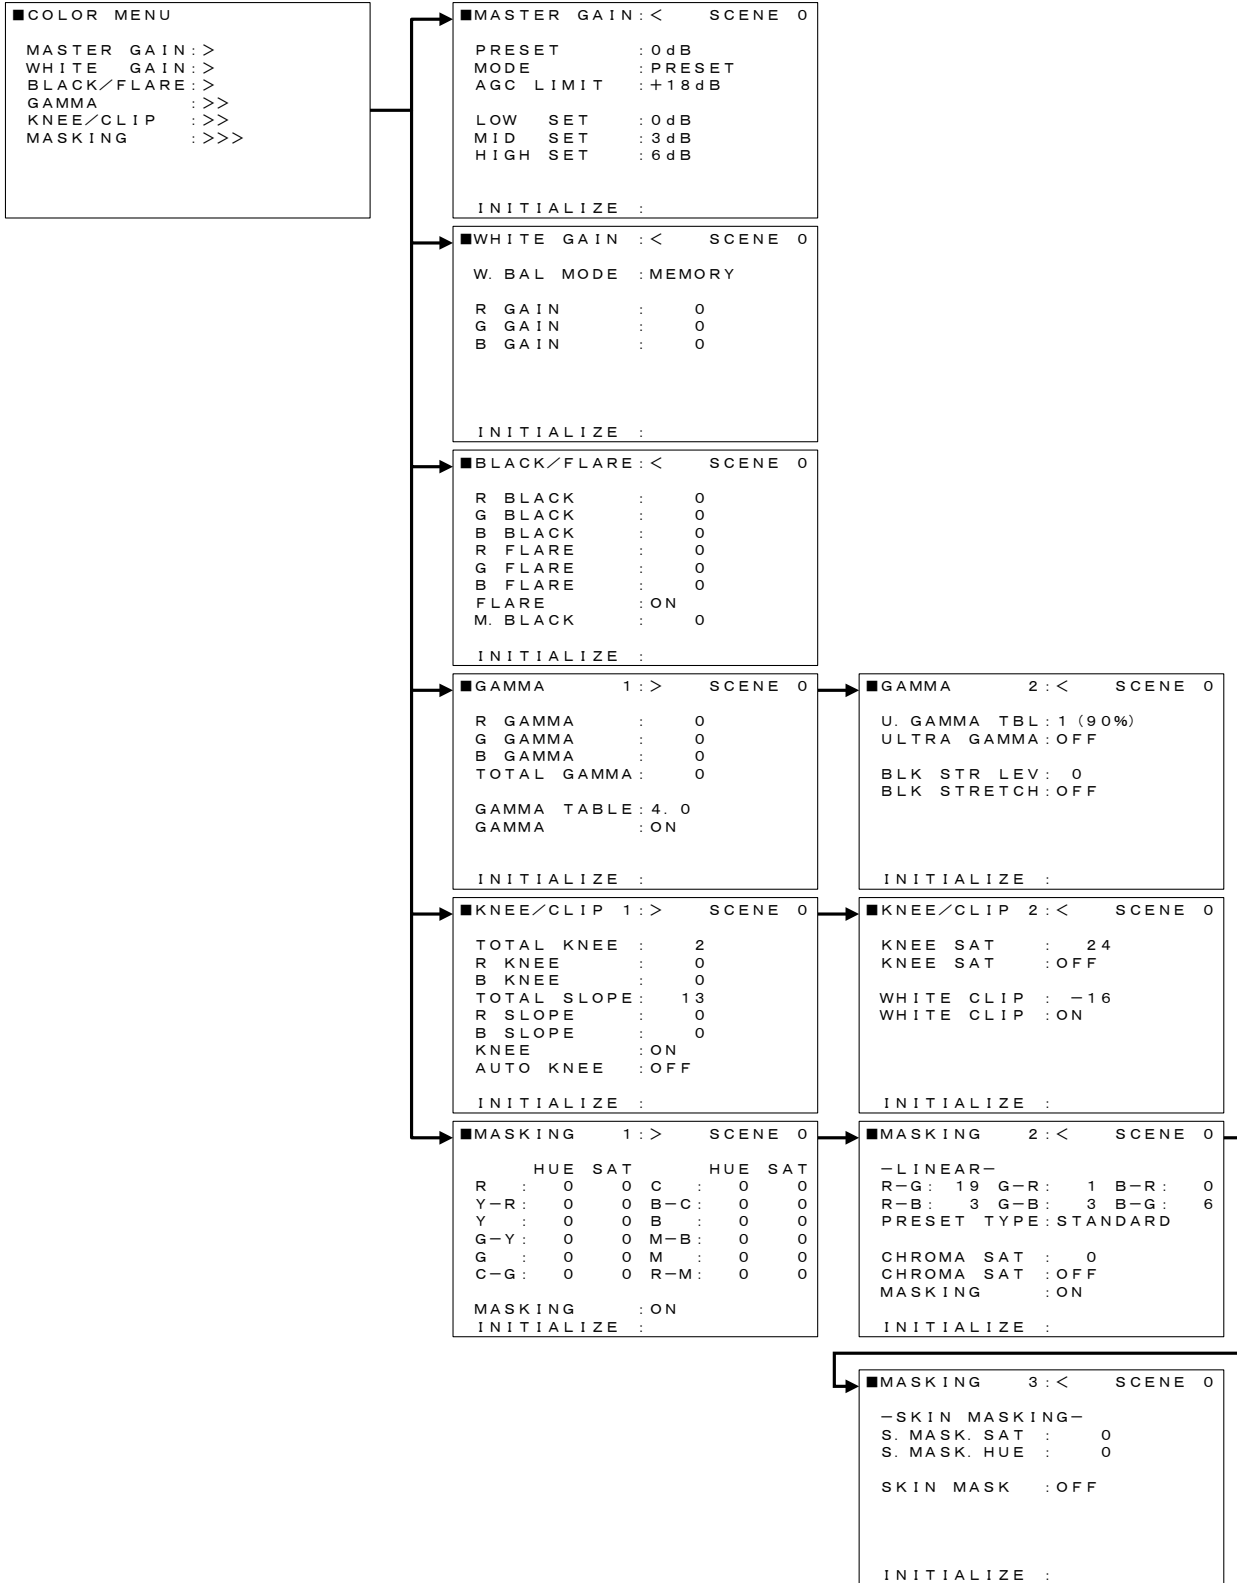 ■COLOR MENU
MASTER GAIN:>
WHITE GAIN:>
BLACK/FLARE:>
GAMMA :>>
KNEE/CLIP :>>
MASKING :>>>
■MASTER GAIN:< SCENE 0
PRESET :0dB
MODE :PRESET
AGC LIMIT :+18dB
LOW SET :0dB
MID SET :3dB
HIGH SET :6dB
INITIALIZE :
■WHITE GAIN :< SCENE 0
W. BAL MODE :MEMORY
R GAIN : 0
G GAIN : 0
B GAIN : 0
INITIALIZE :
■BLACK/FLARE:< SCENE 0
R BLACK : 0
G BLACK : 0
B BLACK : 0
R FLARE : 0
G FLARE : 0
B FLARE : 0
FLARE :ON
M. BLACK : 0
INITIALIZE :
■GAMMA 1:> SCENE 0
R GAMMA : 0
G GAMMA : 0
B GAMMA : 0
TOTAL GAMMA: 0
GAMMA TABLE:4. 0
GAMMA :ON
INITIALIZE :
■GAMMA 2:< SCENE 0
U. GAMMA TBL:1(90%)
ULTRA GAMMA:OFF
BLK STR LEV: 0
BLK STRETCH:OFF
INITIALIZE :
■KNEE/CLIP 1:> SCENE 0
TOTAL KNEE : 2
R KNEE : 0
B KNEE : 0
TOTAL SLOPE: 13
R SLOPE : 0
B SLOPE : 0
KNEE :ON
AUTO KNEE :OFF
INITIALIZE :
■KNEE/CLIP 2:< SCENE 0
KNEE SAT : 24
KNEE SAT :OFF
WHITE CLIP : −16
WHITE CLIP :ON
INITIALIZE :
■MASKING 1:> SCENE 0
HUE SAT HUE SAT
R : 0 0 C : 0 0
Y−R: 0 0 B−C: 0 0
Y : 0 0 B : 0 0
G−Y: 0 0 M−B: 0 0
G : 0 0 M : 0 0
C−G: 0 0 R−M: 0 0
MASKING :ON
INITIALIZE :
■MASKING 2:< SCENE 0
−LINEAR−
R−G: 19 G−R: 1 B−R: 0
R−B: 3 G−B: 3 B−G: 6
PRESET TYPE:STANDARD
CHROMA SAT : 0
CHROMA SAT :OFF
MASKING :ON
INITIALIZE :
■MASKING 3:< SCENE 0
−SKIN MASKING−
S. MASK. SAT : 0
S. MASK. HUE : 0
SKIN MASK :OFF
INITIALIZE :